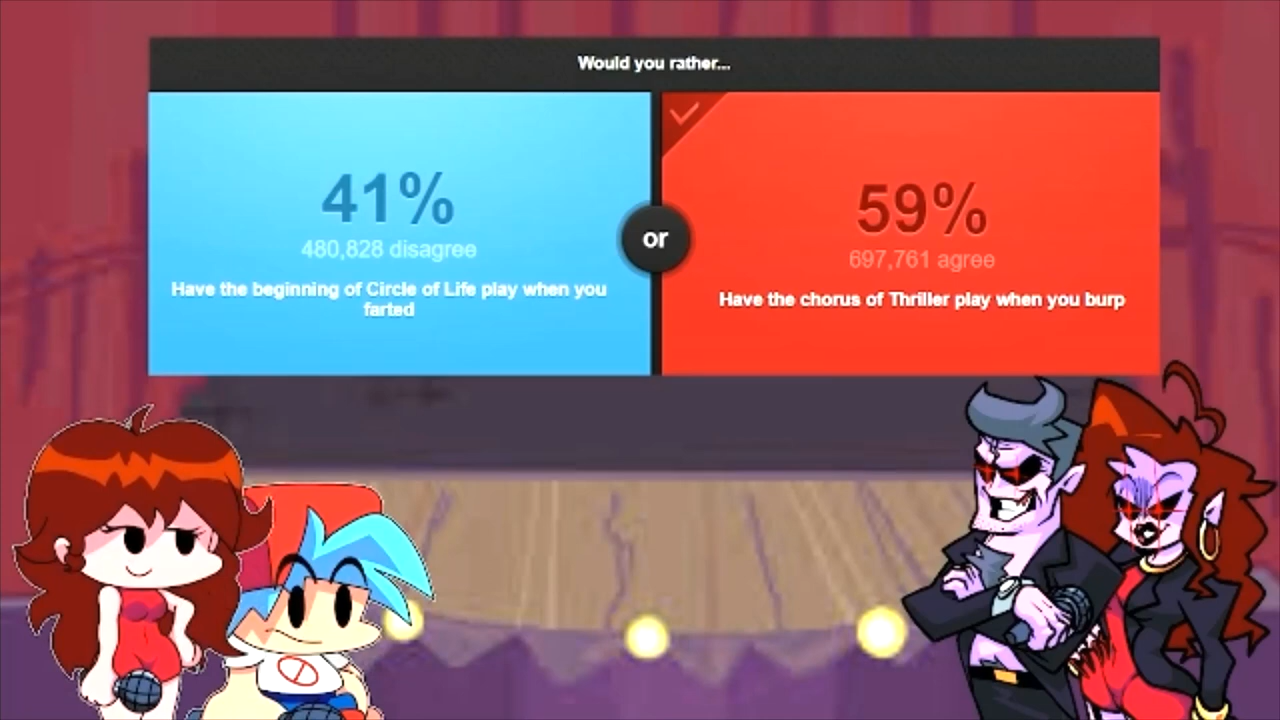 Would you rather...
41%
480,828 disagree
Have the beginning of Circle of Life play when you
farted
or
59%
697,761 agree
Have the chorus of Thriller play when you burp